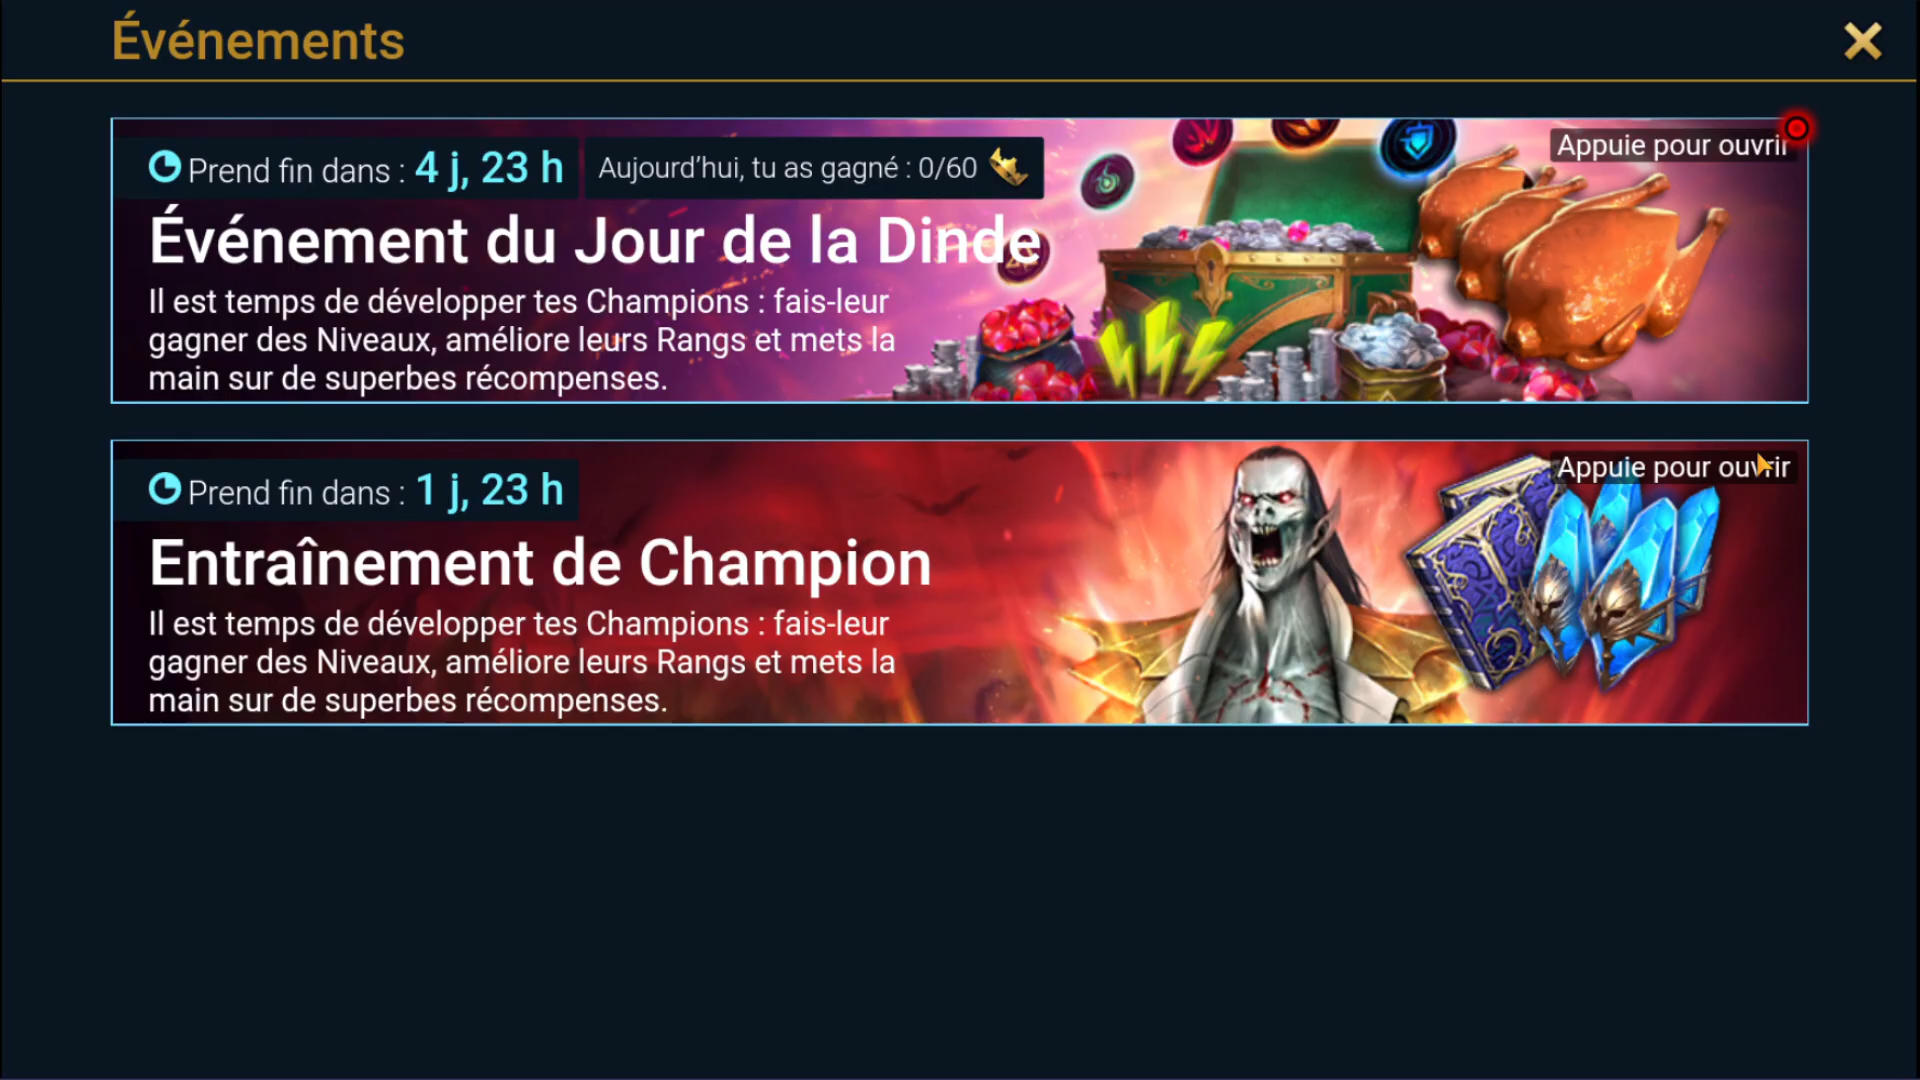 Événements
Prend fin dans : 4 j, 23 h
Aujourd’hui, tu as gagné : 0/60
Appuie pour ouvrir
Événement du Jour de la Dinde
Il est temps de développer tes Champions : fais-leur
gagner des Niveaux, améliore leurs Rangs et mets la
main sur de superbes récompenses.
Prend fin dans : 1 j, 23 h
Appuie pour ouvrir
Entraînement de Champion
Il est temps de développer tes Champions : fais-leur
gagner des Niveaux, améliore leurs Rangs et mets la
main sur de superbes récompenses.